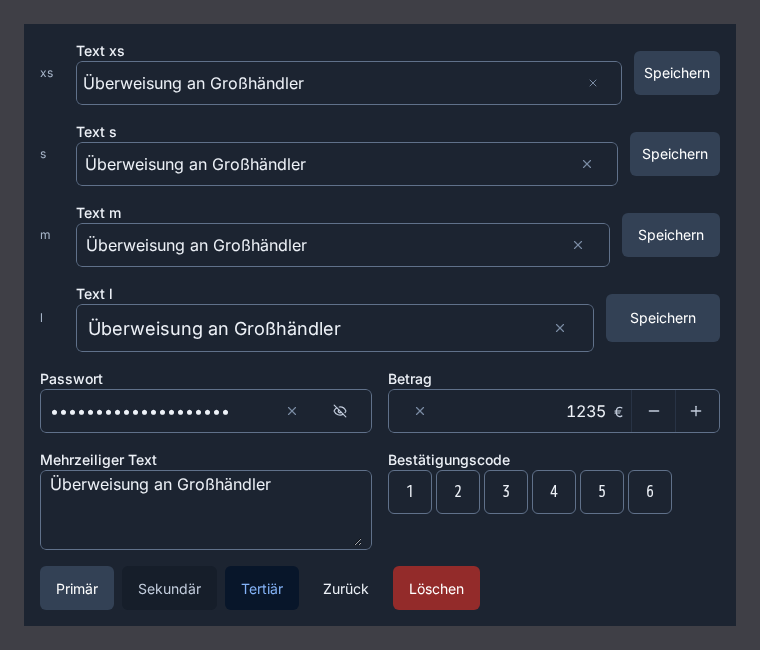 Text xs
xs
Überweisung an Großhändler
Speichern
Text s
s
Überweisung an Großhändler
Speichern
Text m
m
Überweisung an Großhändler
Speichern
Text l
l
Überweisung an Großhändler
Speichern
Passwort
Betrag
1235 €
Mehrzeiliger Text
Überweisung an Großhändler
Bestätigungscode
1 2 3 4 5 6
Primär Sekundär Tertiär Zurück Löschen